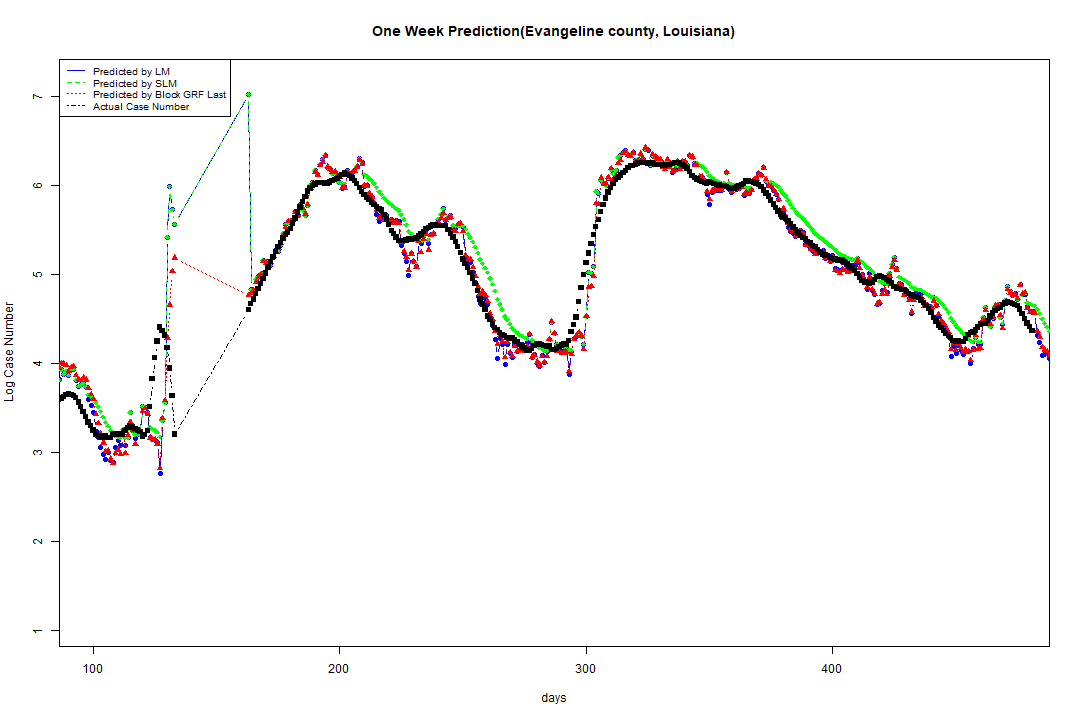 One Week Prediction(Evangeline county, Louisiana)
Predicted by LM
Predicted by SLM
Predicted by Block GRF Last
Actual Case Number
7
6
5
4
3
2
1
Log Case Number
100 200 300 400
days